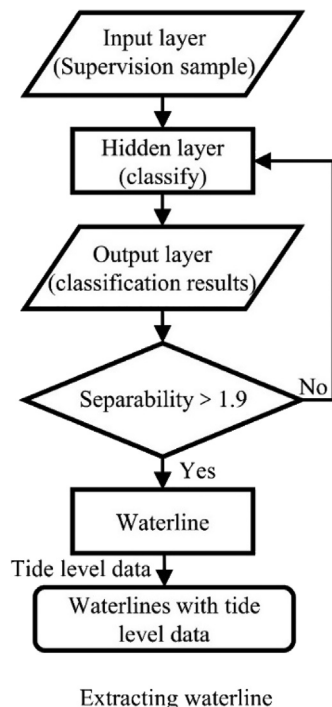 Input layer
(Supervision sample)
Hidden layer
(classify)
Output layer
(classification results)
Separability > 1.9
No
Yes
Waterline
Tide level data
Waterlines with tide
level data
Extracting waterline